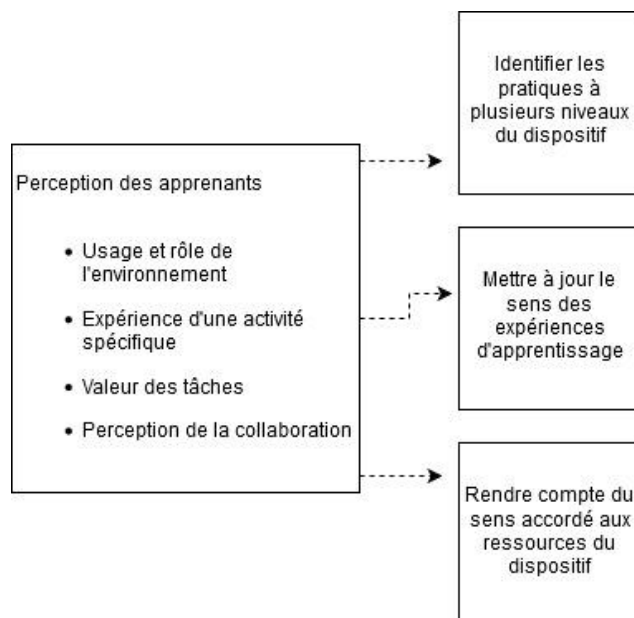 Perception des apprenants
• Usage et rôle de
l'environnement
• Expérience d'une activité
spécifique
• Valeur des tâches
• Perception de la collaboration
Identifier les
pratiques à
plusieurs niveaux
du dispositif
Mettre à jour le
sens des
expériences
d'apprentissage
Rendre compte du
sens accordé aux
ressources du
dispositif